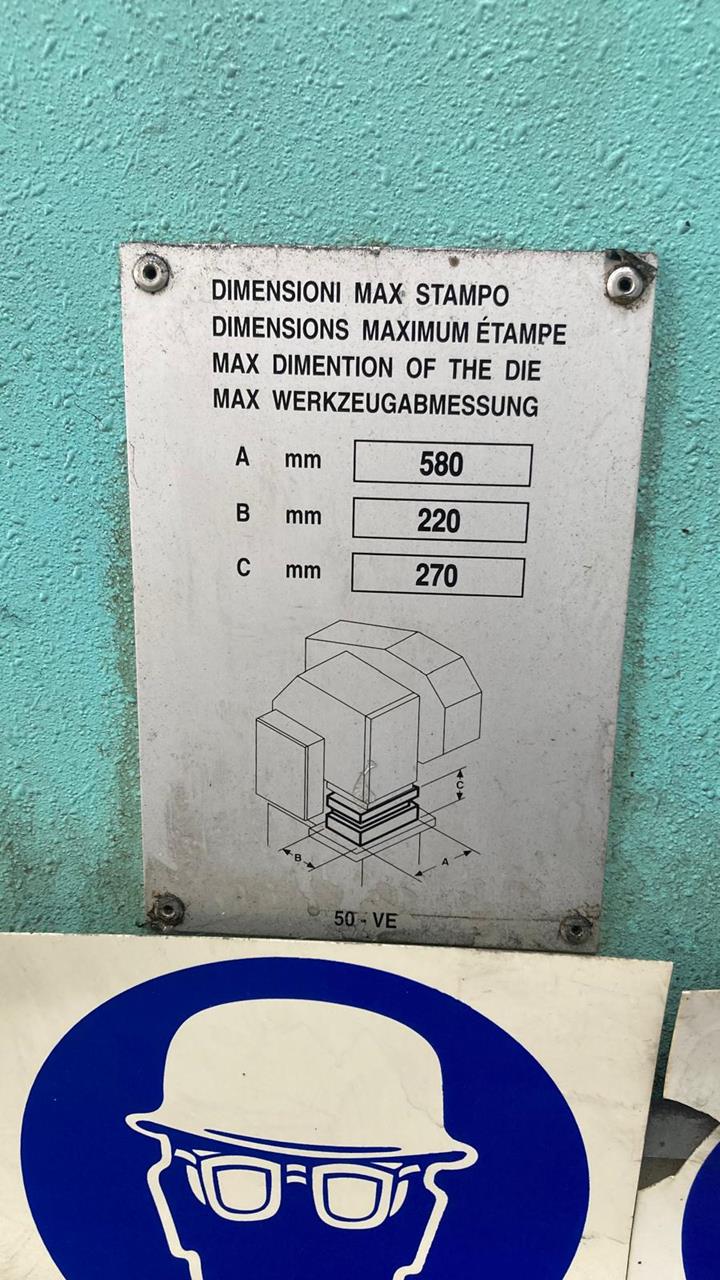 DIMENSIONI MAX STAMPO
DIMENSIONS MAXIMUM ÉTAMPE
MAX DIMENTION OF THE DIE
MAX WERKZEUGABMESSUNG
A mm 580
B mm 220
C mm 270
C
B A
50 - VE